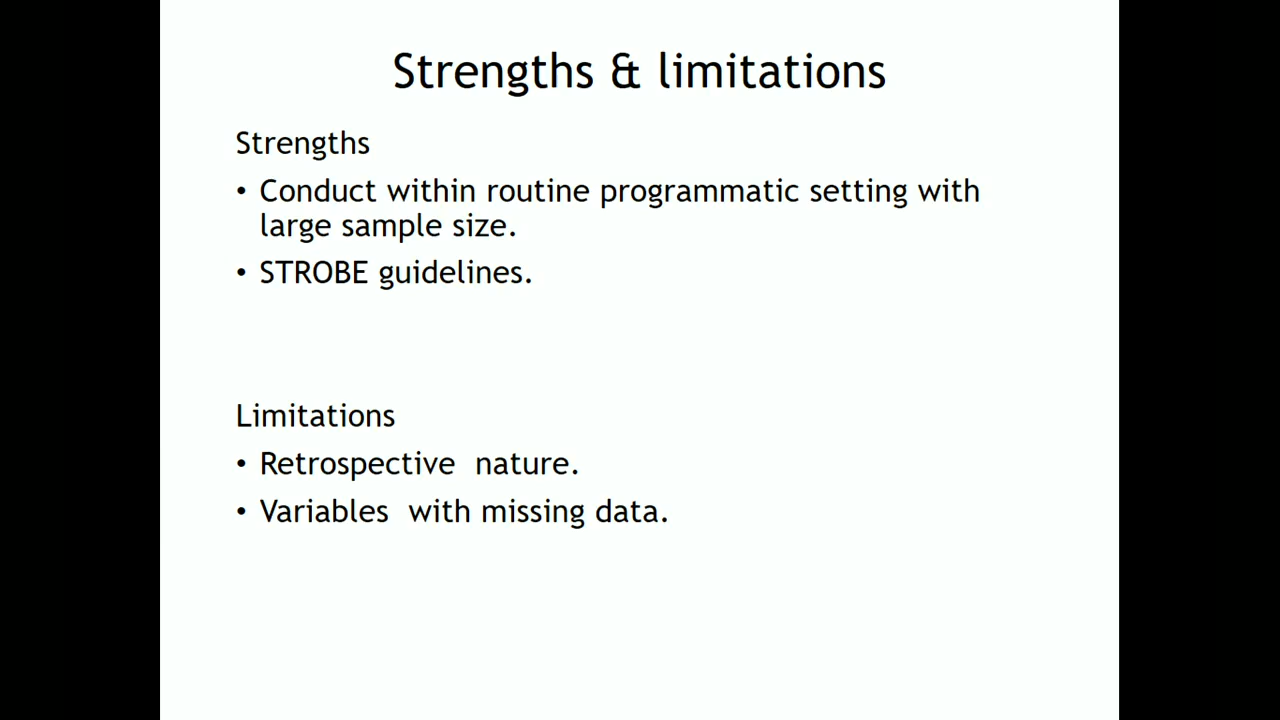 Strengths & limitations
Strengths
• Conduct within routine programmatic setting with
large sample size.
• STROBE guidelines.
Limitations
• Retrospective  nature.
• Variables  with missing data.